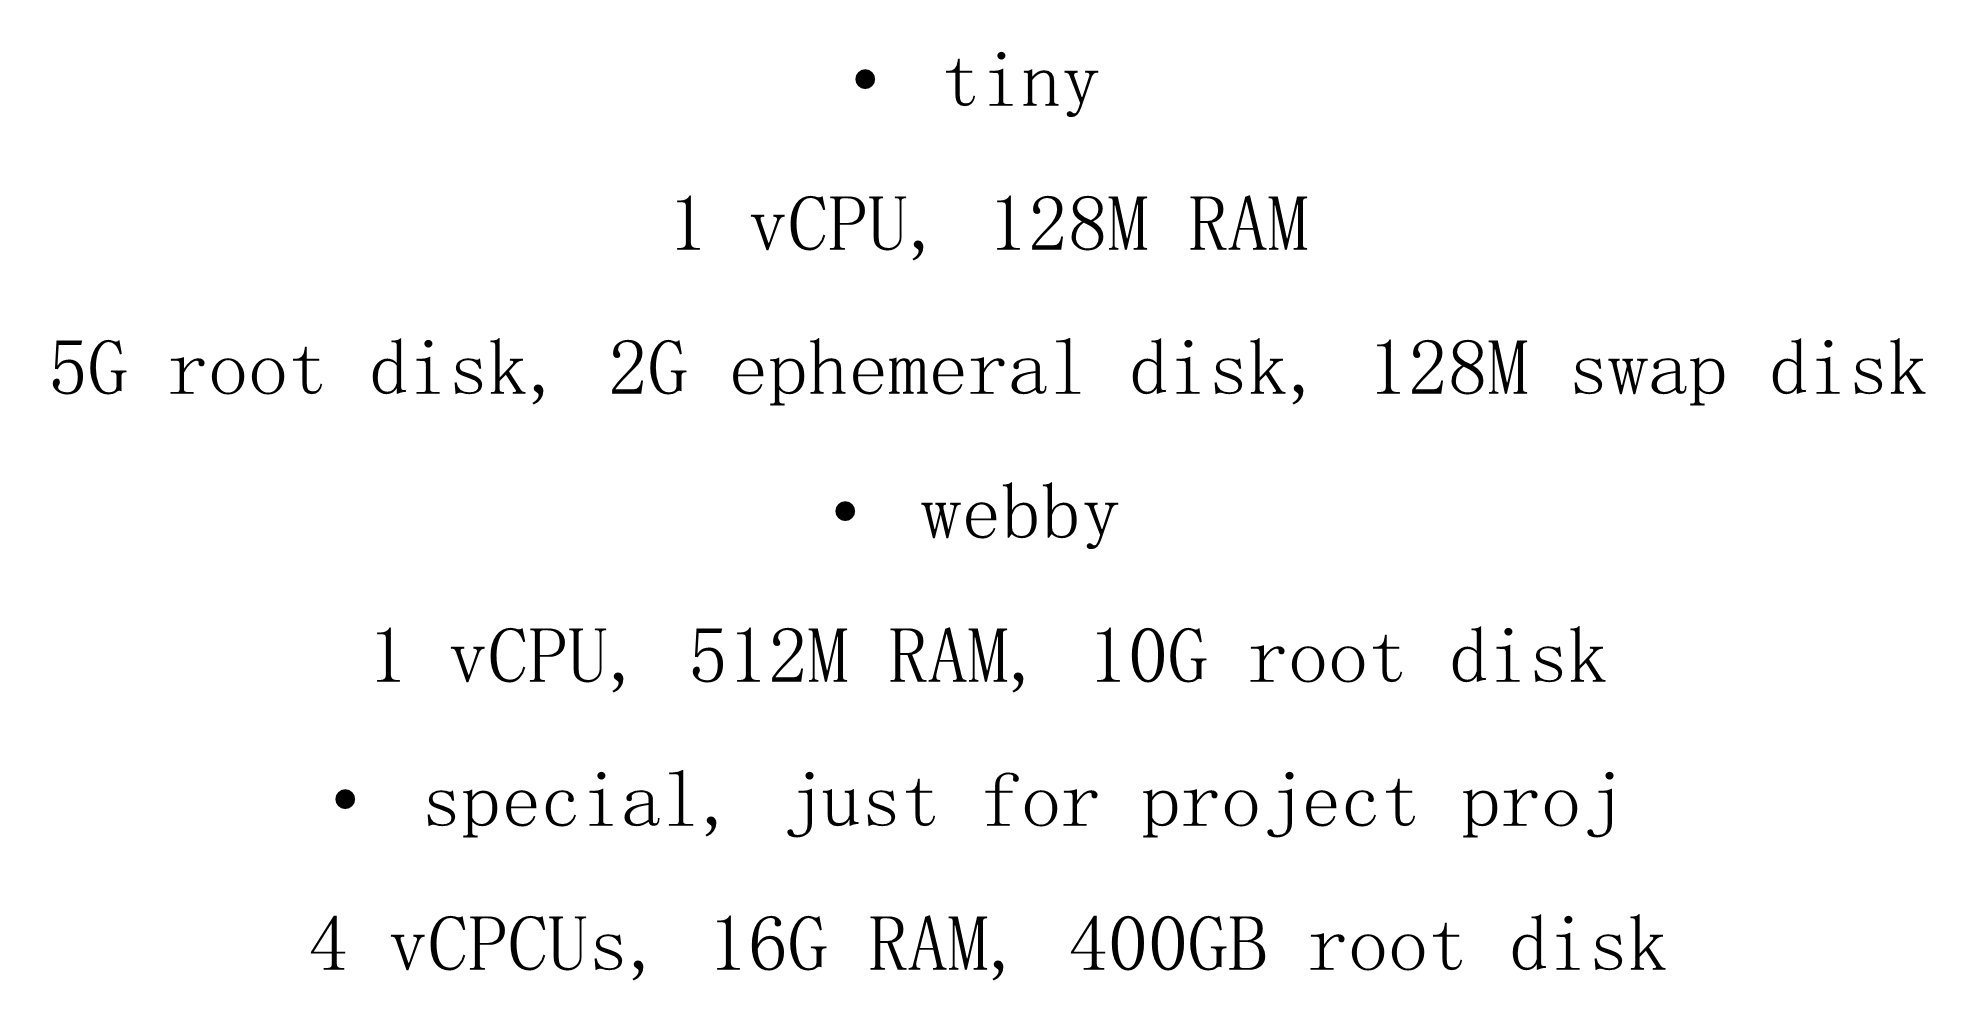 • tiny
1 vCPU, 128M RAM
5G root disk, 2G ephemeral disk, 128M swap disk
• webby
1 vCPU, 512M RAM, 10G root disk
• special, just for project proj
4 vCPCUs, 16G RAM, 400GB root disk